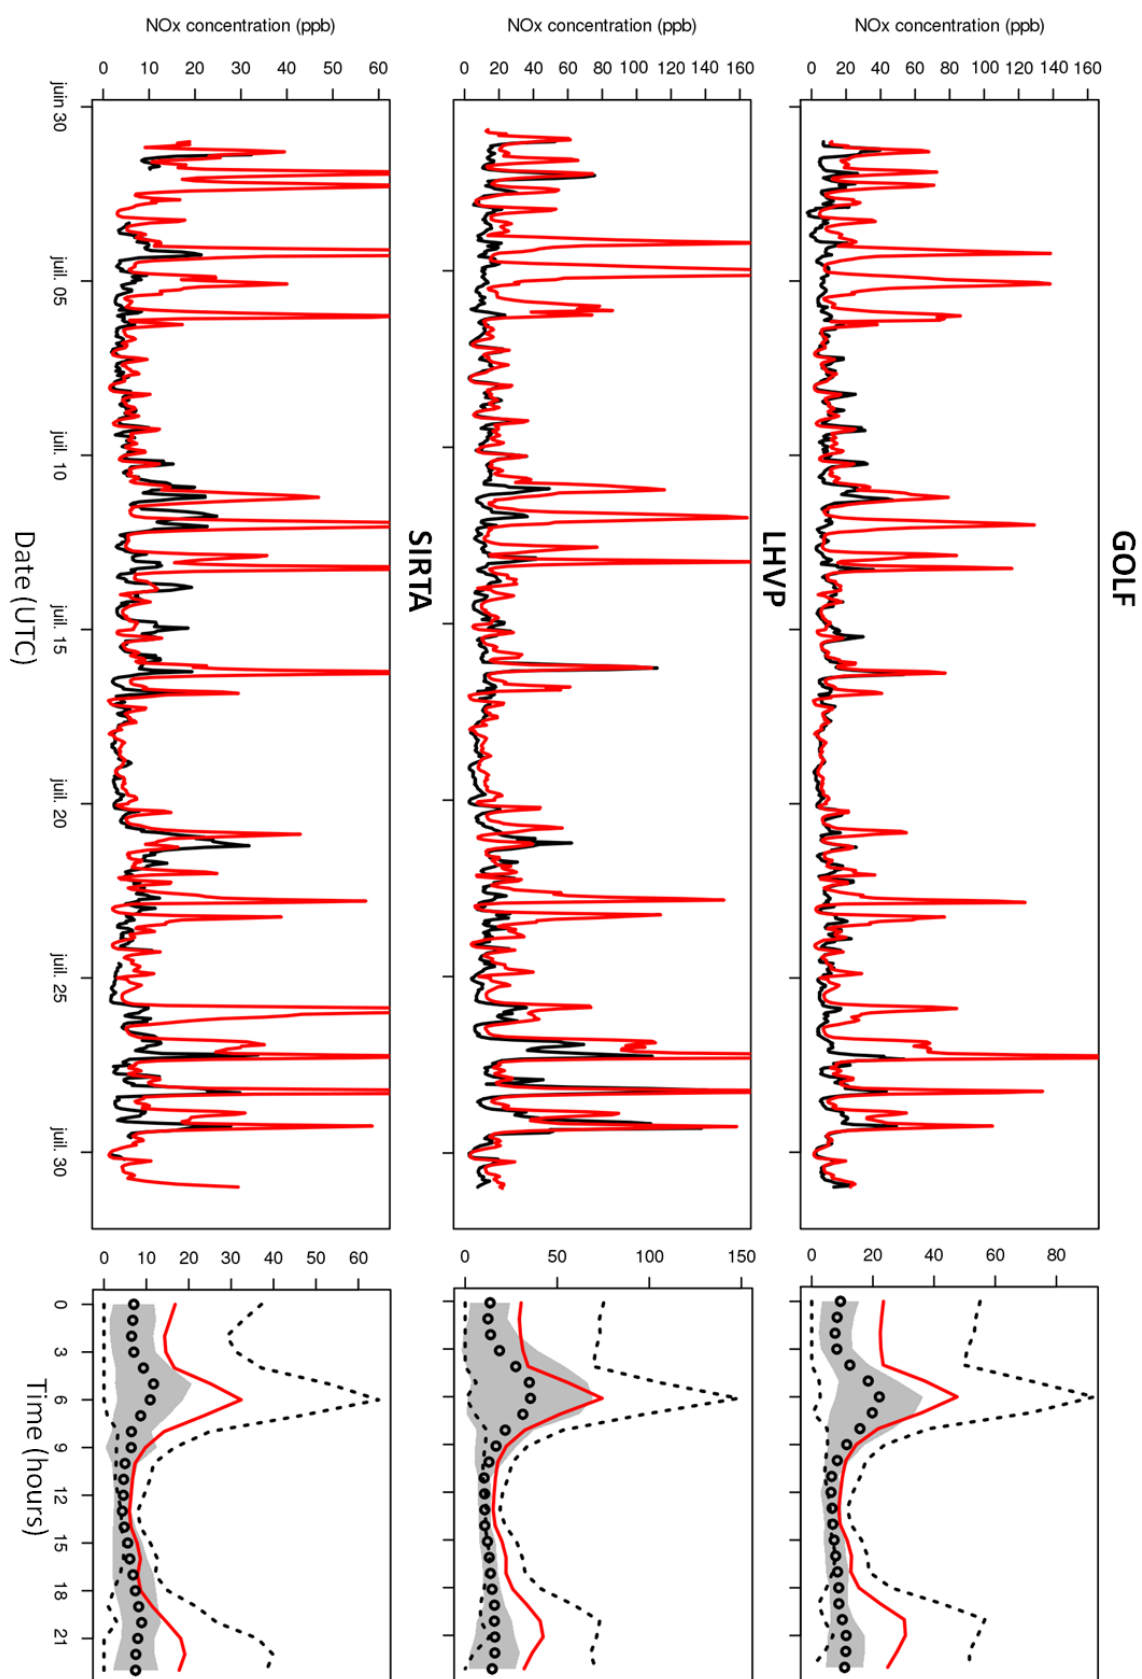 GOLF
NOx concentration (ppb)
0 20 40 60 80 100 120 140 160
0 20 40 60 80
LHVP
NOx concentration (ppb)
0 20 40 60 80 100 120 140 160
0 50 100 150
SIRTA
NOx concentration (ppb)
0 10 20 30 40 50 60
0 10 20 30 40 50 60
juin 30 juil. 05 juil. 10 juil. 15 juil. 20 juil. 25 juil. 30
0 3 6 9 12 15 18 21
Date (UTC)
Time (hours)